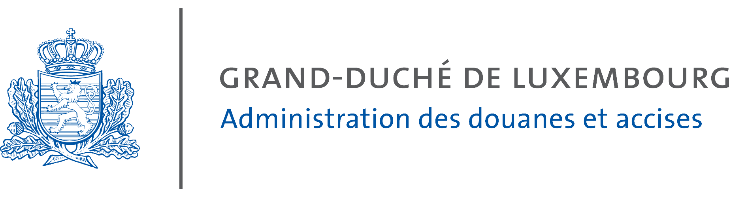 GRAND-DUCHÉ DE LUXEMBOURG
Administration des douanes et accises